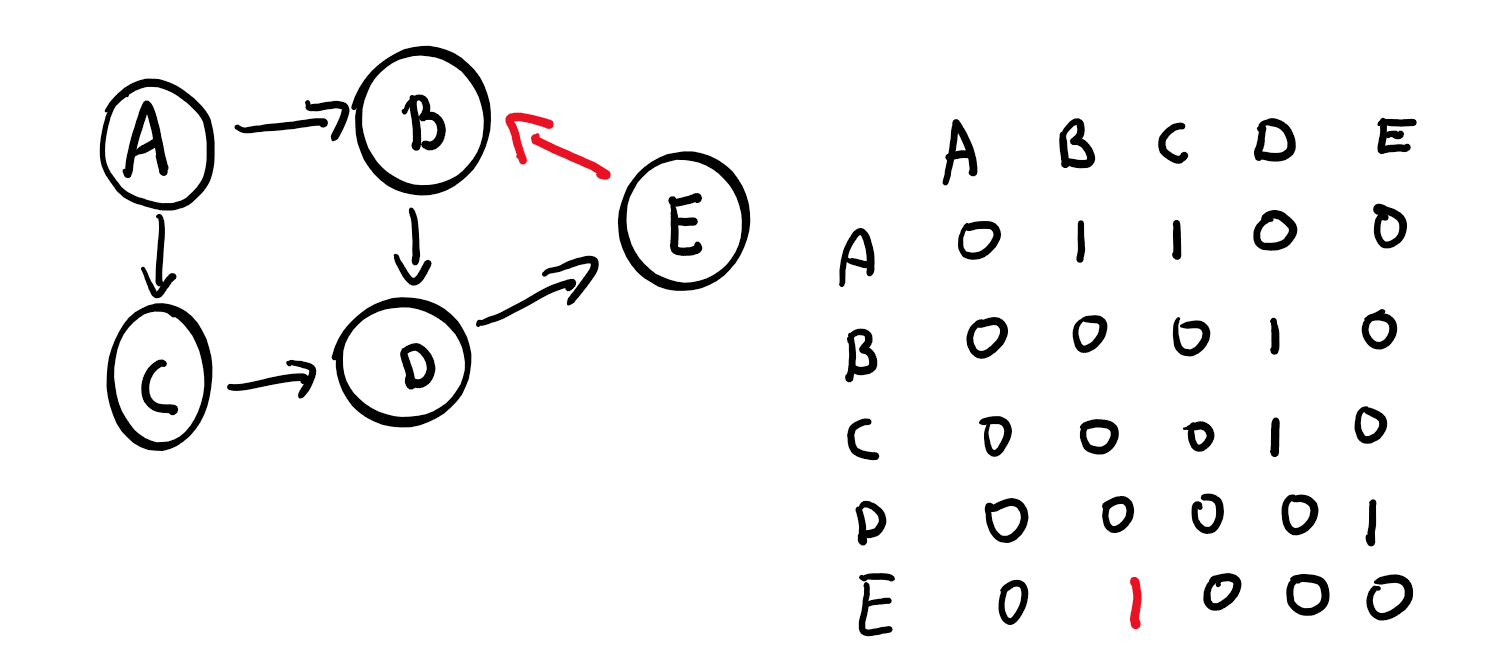 A B
E
C D
A B C D E
A 0 1 1 0 0
B 0 0 0 1 0
C 0 0 0 1 0
D 0 0 0 0 1
E 0 1 0 0 0